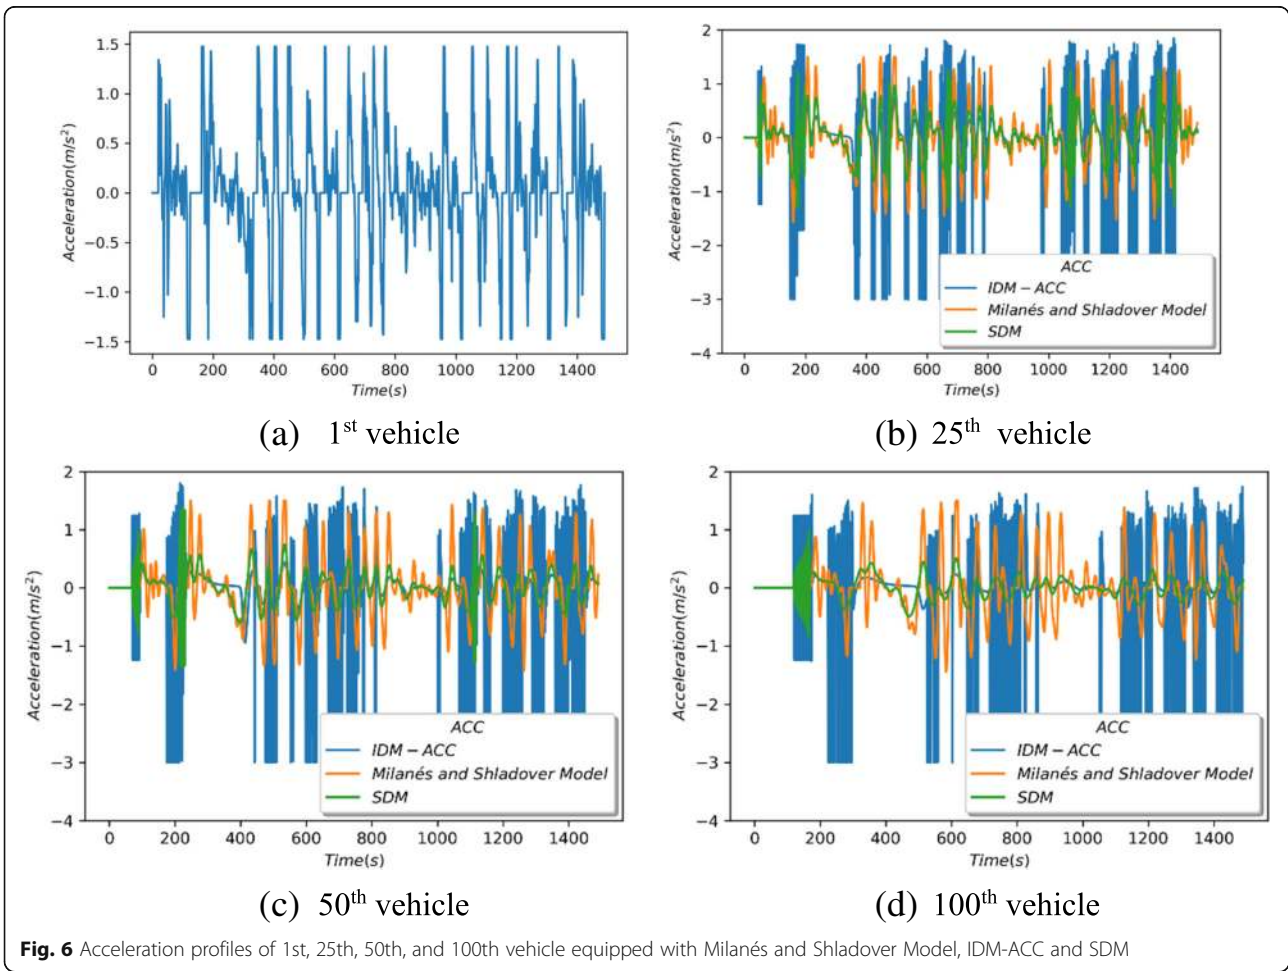 1.5
1.0
0.5
0.0
−0.5
−1.0
−1.5
Acceleration(m/s²)
0 200 400 600 800 1000 1200 1400
Time(s)
(a) 1st vehicle
2
1
0
−1
−2
−3
−4
Acceleration(m/s²)
ACC
IDM − ACC
Milanés and Shladover Model
SDM
0 200 400 600 800 1000 1200 1400
Time(s)
(b) 25th vehicle
2
1
0
−1
−2
−3
−4
Acceleration(m/s²)
ACC
IDM − ACC
Milanés and Shladover Model
SDM
0 200 400 600 800 1000 1200 1400
Time(s)
(c) 50th vehicle
2
1
0
−1
−2
−3
−4
Acceleration(m/s²)
ACC
IDM − ACC
Milanés and Shladover Model
SDM
0 200 400 600 800 1000 1200 1400
Time(s)
(d) 100th vehicle
Fig. 6 Acceleration profiles of 1st, 25th, 50th, and 100th vehicle equipped with Milanés and Shladover Model, IDM-ACC and SDM